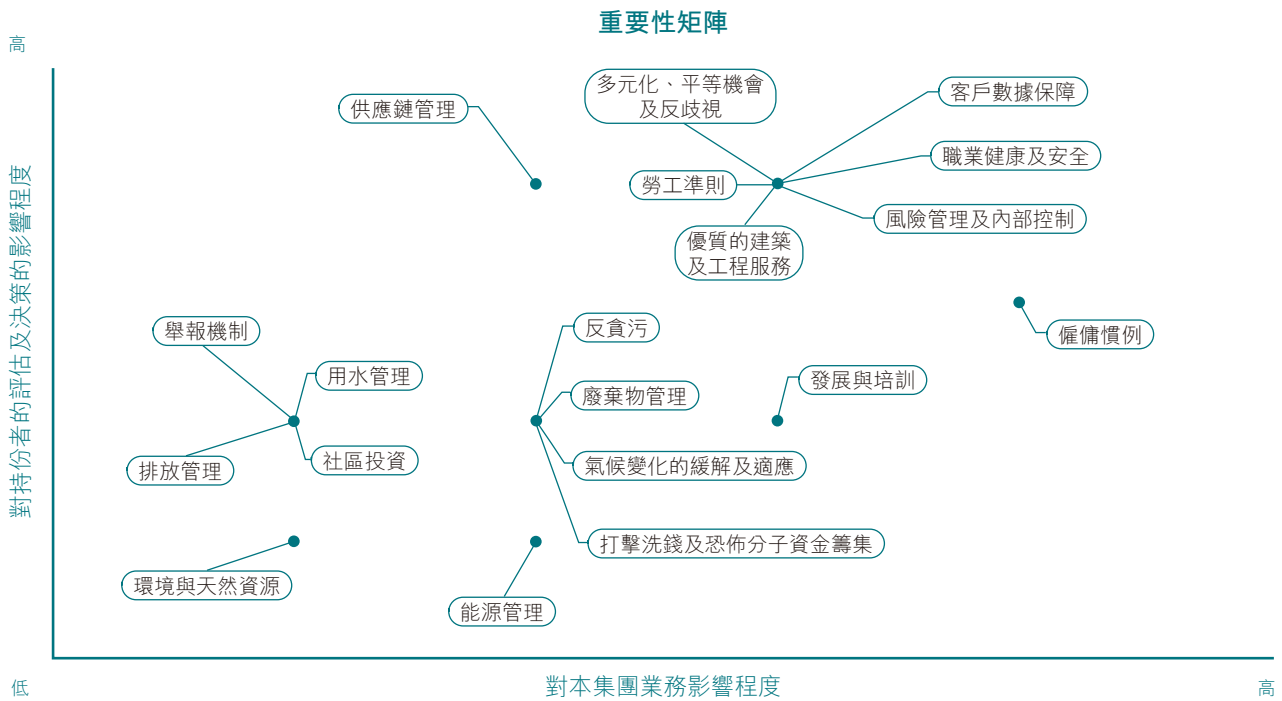 重要性矩陣
高
對持份者的評估及決策的影響程度
供應鏈管理
多元化、平等機會
及反歧視
客戶數據保障
職業健康及安全
勞工準則
風險管理及內部控制
優質的建築
及工程服務
僱傭慣例
舉報機制
用水管理
社區投資
排放管理
反貪污
廢棄物管理
氣候變化的緩解及適應
打擊洗錢及恐佈分子資金籌集
發展與培訓
環境與天然資源
能源管理
低
對本集團業務影響程度
高